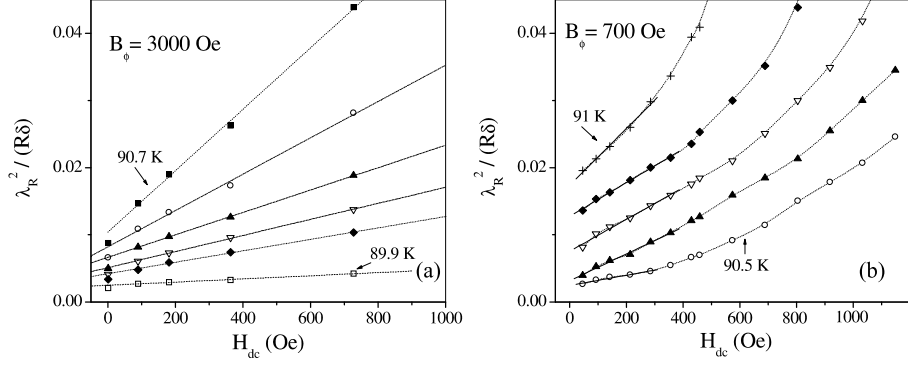 B_ϕ = 3000 Oe
90.7 K
89.9 K
(a)
0.04
0.02
0.00
λ_R^2 / (Rδ)
0 200 400 600 800 1000
H_dc (Oe)
B_ϕ = 700 Oe
91 K
90.5 K
(b)
0.04
0.02
0.00
λ_R^2 / (Rδ)
0 200 400 600 800 1000
H_dc (Oe)